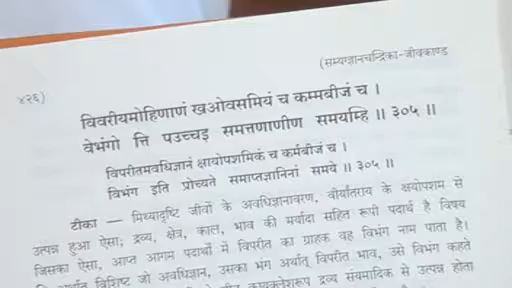 (सम्यग्ज्ञानचन्द्रिका-जीवकाण्ड
४२६)
विवरीयमोहिणाणं खओवसमियं च कम्मबीजं च ।
वेभंगो त्ति पउच्चइ समत्तणाणीण समयम्हि ॥ ३०५ ॥
विपरीतमवधिज्ञानं क्षायोपशमिकं च कर्मबीजं च ।
विभंग इति प्रोच्यते समाप्तज्ञानिनां समये ॥ ३०५ ॥
टीका — मिथ्यादृष्टि जीवों के अवधिज्ञानावरण, वीर्यांतराय के क्षयोपशम से
उत्पन्न हुआ ऐसा; द्रव्य, क्षेत्र, काल, भाव की मर्यादा सहित रूपी पदार्थ है विषय
जिसका ऐसा, आप्त आगम पदार्थों में विपरीत का ग्राहक वह विभंग नाम पाता है।
विशिष्ट जो अवधिज्ञान, उसका भंग अर्थात् विपरीत भाव, उसे विभंग कहते
कायक्लेशरूप द्रव्य संयमादिक से उत्पन्न होता